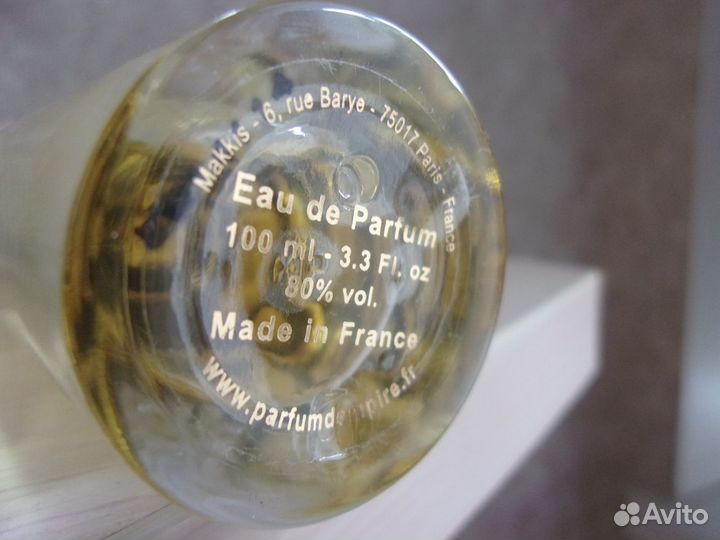 Makkis - 6, rue Barye - 75017 Paris - France
Eau de Parfum
100 ml - 3.3 Fl. oz
80% vol.
Made in France
www.parfumdempire.fr
Avito